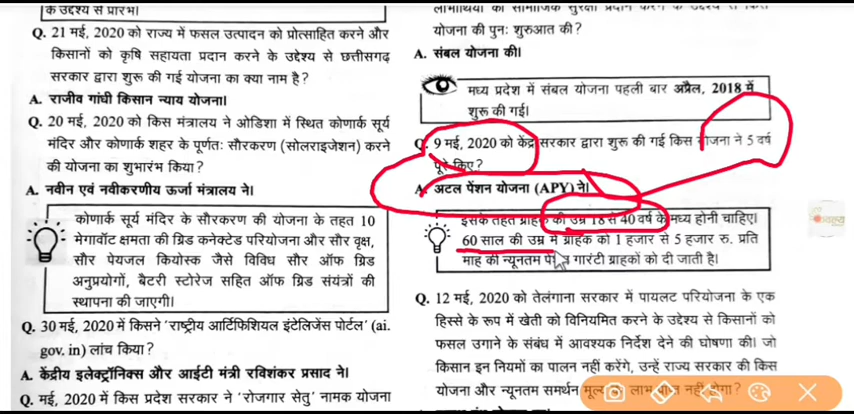 के उद्देश्य से प्रारंभ।
Q. 21 मई, 2020 को राज्य में फसल उत्पादन को प्रोत्साहित करने और
किसानों को कृषि सहायता प्रदान करने के उद्देश्य से छत्तीसगढ़
सरकार द्वारा शुरू की गई योजना का क्या नाम है?
A. राजीव गांधी किसान न्याय योजना।
Q. 20 मई, 2020 को किस मंत्रालय ने ओडिशा में स्थित कोणार्क सूर्य
मंदिर और कोणार्क शहर के पूर्णतः सौरकरण (सोलराइजेशन) करने
की योजना का शुभारंभ किया?
A. नवीन एवं नवीकरणीय ऊर्जा मंत्रालय ने।
कोणार्क सूर्य मंदिर के सौरकरण की योजना के तहत 10
मेगावॉट क्षमता की ग्रिड कनेक्टेड परियोजना और सौर वृक्ष,
सौर पेयजल कियोस्क जैसे विविध सौर ऑफ ग्रिड
अनुप्रयोगों, बैटरी स्टोरेज सहित ऑफ ग्रिड संयंत्रों की
स्थापना की जाएगी।
Q. 30 मई, 2020 में किसने 'राष्ट्रीय आर्टिफिशियल इंटेलिजेंस पोर्टल' (ai.
gov. in) लांच किया?
A. केंद्रीय इलेक्ट्रॉनिक्स और आईटी मंत्री रविशंकर प्रसाद ने।
Q. मई, 2020 में किस प्रदेश सरकार ने 'रोजगार सेतु' नामक योजना
लाभार्थियों को सामाजिक सुरक्षा प्रदान करने के उद्देश्य से किस
योजना की पुनः शुरुआत की?
A. संबल योजना की।
मध्य प्रदेश में संबल योजना पहली बार अप्रैल, 2018 में
शुरू की गई।
Q. 9 मई, 2020 को केंद्र सरकार द्वारा शुरू की गई किस योजना ने 5 वर्ष
पूरे किए?
A. अटल पेंशन योजना (APY) ने।
इसके तहत ग्राहक की उम्र 18 से 40 वर्ष के मध्य होनी चाहिए।
60 साल की उम्र में ग्राहक को 1 हजार से 5 हजार रु. प्रति
माह की न्यूनतम गारंटी ग्राहकों को दी जाती है।
Q. 12 मई, 2020 को तेलंगाना सरकार में पायलट परियोजना के एक
हिस्से के रूप में खेती को विनियमित करने के उद्देश्य से किसानों को
फसल उगाने के संबंध में आवश्यक निर्देश देने की घोषणा की। जो
किसान इन नियमों का पालन नहीं करेंगे, उन्हें राज्य सरकार की किस
योजना और न्यूनतम समर्थन मूल्य का लाभ प्राप्त नहीं होगा?